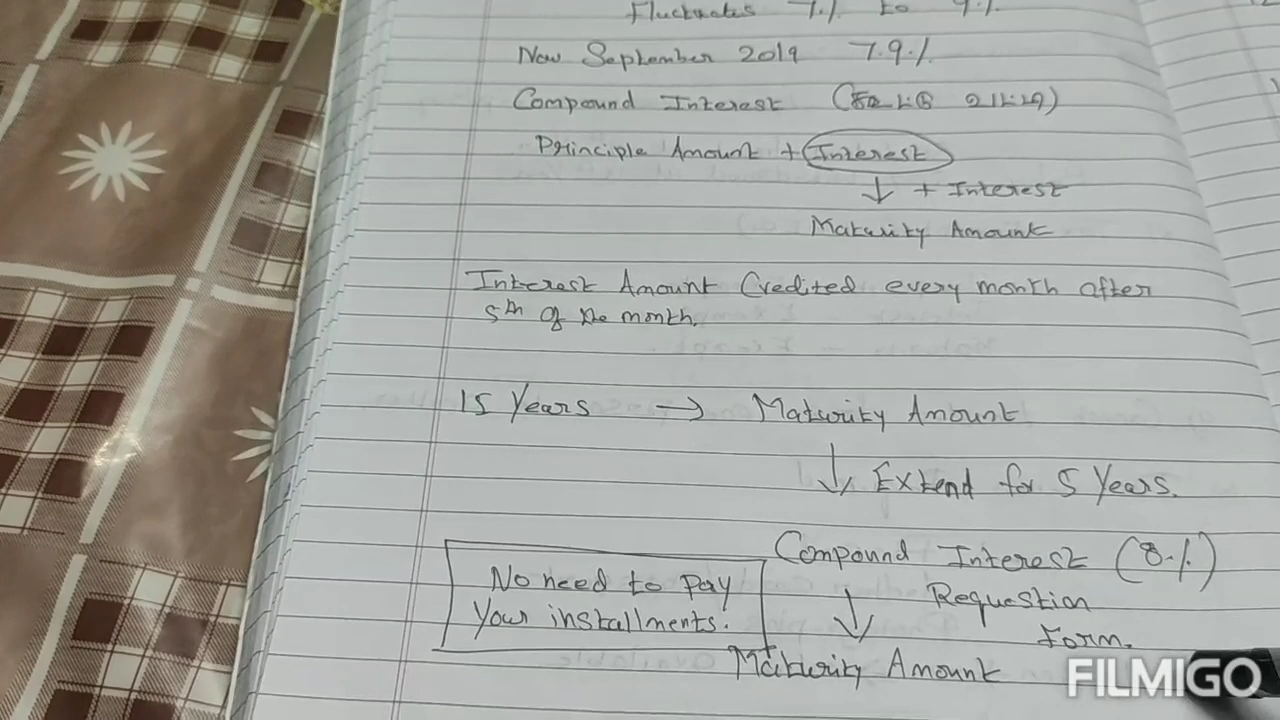 Fluctuates 7% to 9%
Now September 2019 7.9%
Compound Interest (கூட்டு வட்டி)
Principle Amount + Interest
↓ + Interest
Maturity Amount
Interest Amount Credited every month after
5th of the month.
15 Years → Maturity Amount
↓ Extend for 5 Years.
Compound Interest (8%)
No need to pay
your installments.
↓ Requestion
Form.
Maturity Amount
FILMIGO